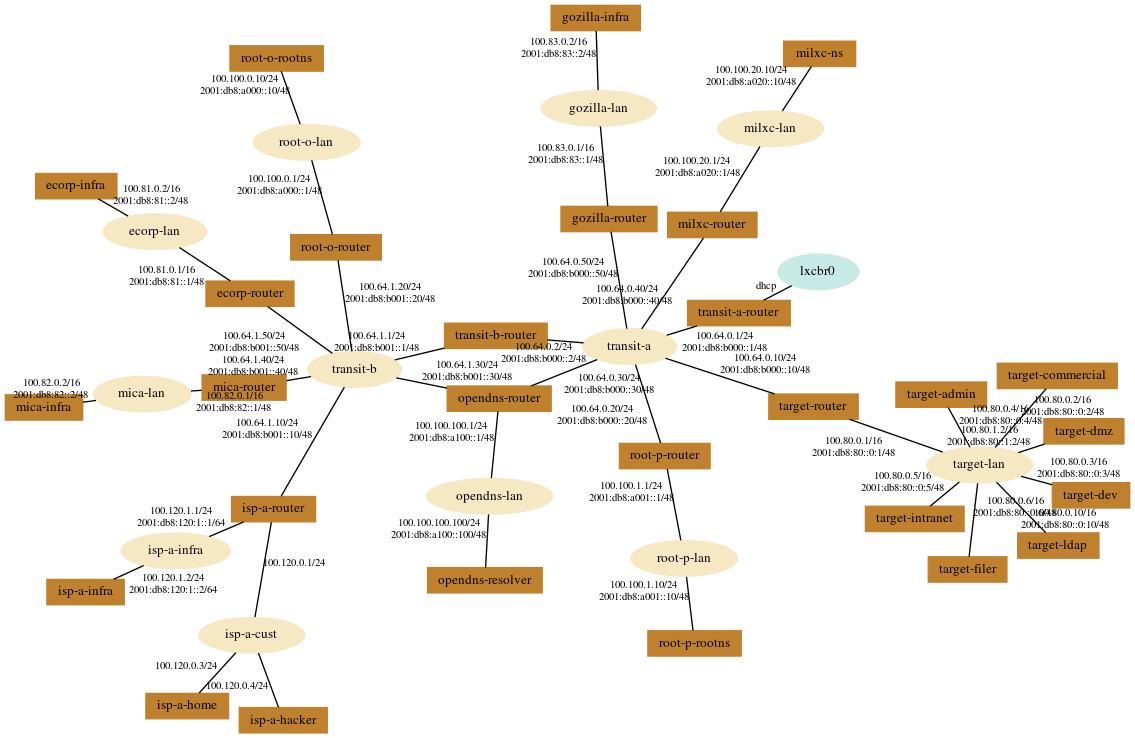 gozilla-infra
100.83.0.2/16
2001:db8:83::2/48
gozilla-lan
100.83.0.1/16
2001:db8:83::1/48
gozilla-router
100.64.0.50/24
2001:db8:b000::50/48
root-o-rootns
100.100.0.10/24
2001:db8:a000::10/48
root-o-lan
100.100.0.1/24
2001:db8:a000::1/48
root-o-router
100.64.1.20/24
2001:db8:b001::20/48
milxc-ns
100.100.20.10/24
2001:db8:a020::10/48
milxc-lan
100.100.20.1/24
2001:db8:a020::1/48
milxc-router
100.64.0.40/24
2001:db8:b000::40/48
ecorp-infra
100.81.0.2/16
2001:db8:81::2/48
ecorp-lan
100.81.0.1/16
2001:db8:81::1/48
ecorp-router
100.64.1.50/24
2001:db8:b001::50/48
lxcbr0
dhcp
transit-a-router
100.64.0.1/24
2001:db8:b000::1/48
100.64.1.1/24
2001:db8:b001::1/48
transit-b-router
100.64.0.2/24
2001:db8:b000::2/48
transit-a
transit-b
100.64.1.40/24
2001:db8:b001::40/48
mica-router
100.82.0.1/16
2001:db8:82::1/48
mica-lan
100.82.0.2/16
2001:db8:82::2/48
mica-infra
100.64.1.30/24
2001:db8:b001::30/48
opendns-router
100.64.0.30/24
2001:db8:b000::30/48
100.64.0.20/24
2001:db8:b000::20/48
100.64.0.10/24
2001:db8:b000::10/48
target-router
100.80.0.1/16
2001:db8:80::0:1/48
target-admin
target-commercial
100.80.0.4/16
2001:db8:80::0:4/48
100.80.0.2/16
2001:db8:80::0:2/48
100.80.1.2/16
2001:db8:80::1:2/48
target-dmz
target-lan
100.80.0.3/16
2001:db8:80::0:3/48
100.80.0.5/16
2001:db8:80::0:5/48
target-dev
100.80.0.6/16
2001:db8:80::0:6/48
100.80.0.10/16
2001:db8:80::0:10/48
target-intranet
target-ldap
target-filer
100.64.1.10/24
2001:db8:b001::10/48
isp-a-router
100.120.1.1/24
2001:db8:120:1::1/64
isp-a-infra
100.120.1.2/24
2001:db8:120:1::2/64
isp-a-infra
100.120.0.1/24
isp-a-cust
100.120.0.3/24
100.120.0.4/24
isp-a-home
isp-a-hacker
100.100.100.1/24
2001:db8:a100::1/48
opendns-lan
100.100.100.100/24
2001:db8:a100::100/48
opendns-resolver
root-p-router
100.100.1.1/24
2001:db8:a001::1/48
root-p-lan
100.100.1.10/24
2001:db8:a001::10/48
root-p-rootns